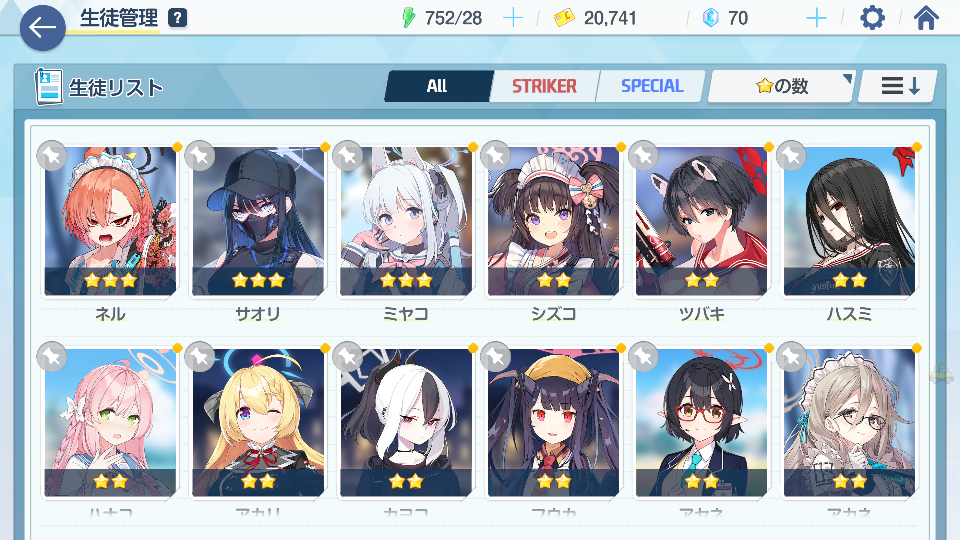 生徒管理 ?
752/28
20,741
70
生徒リスト
All
STRIKER
SPECIAL
の数
ネル
サオリ
ミヤコ
シズコ
ツバキ
ハスミ
ハナコ
アカリ
カヨコ
フウカ
アヤネ
アカネ